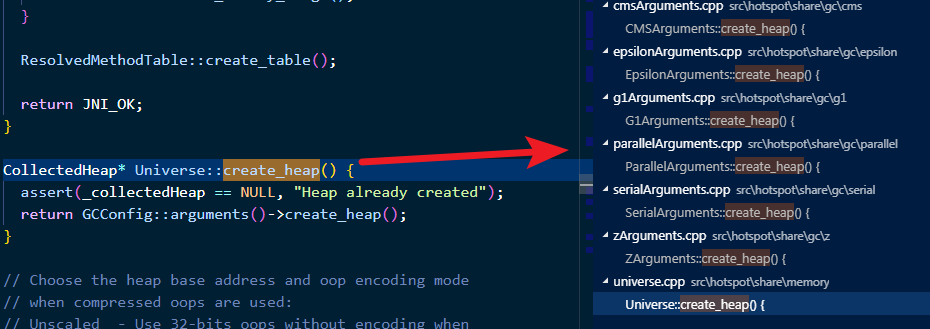 }
ResolvedMethodTable::create_table();
return JNI_OK;
}
CollectedHeap* Universe::create_heap() {
assert(_collectedHeap == NULL, "Heap already created");
return GCConfig::arguments()->create_heap();
}
// Choose the heap base address and oop encoding mode
// when compressed oops are used:
// Unscaled - Use 32-bits oops without encoding when
cmsArguments.cpp src\hotspot\share\gc\cms
CMSArguments::create_heap() {
epsilonArguments.cpp src\hotspot\share\gc\epsilon
EpsilonArguments::create_heap() {
g1Arguments.cpp src\hotspot\share\gc\g1
G1Arguments::create_heap() {
parallelArguments.cpp src\hotspot\share\gc\parallel
ParallelArguments::create_heap() {
serialArguments.cpp src\hotspot\share\gc\serial
SerialArguments::create_heap() {
zArguments.cpp src\hotspot\share\gc\z
ZArguments::create_heap() {
universe.cpp src\hotspot\share\memory
Universe::create_heap() {